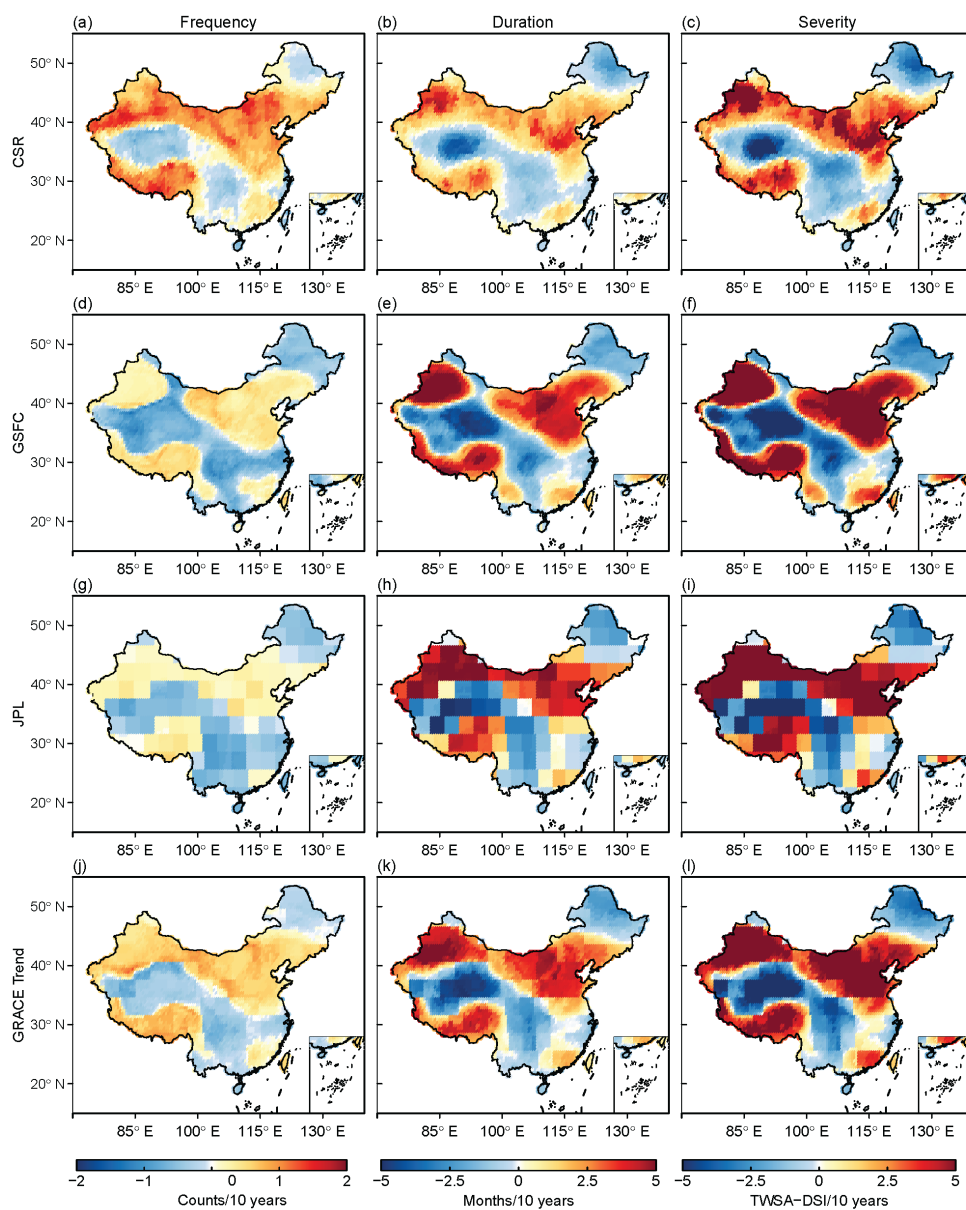 (a) Frequency (b) Duration (c) Severity
50° N
40° N
CSR
30° N
20° N
85° E 100° E 115° E 130° E 85° E 100° E 115° E 130° E 85° E 100° E 115° E 130° E
(d) (e) (f)
50° N
40° N
GSFC
30° N
20° N
85° E 100° E 115° E 130° E 85° E 100° E 115° E 130° E 85° E 100° E 115° E 130° E
(g) (h) (i)
50° N
40° N
JPL
30° N
20° N
85° E 100° E 115° E 130° E 85° E 100° E 115° E 130° E 85° E 100° E 115° E 130° E
(j) (k) (l)
50° N
40° N
GRACE Trend
30° N
20° N
85° E 100° E 115° E 130° E 85° E 100° E 115° E 130° E 85° E 100° E 115° E 130° E
−2 −1 0 1 2 −5 −2.5 0 2.5 5 −5 −2.5 0 2.5 5
Counts/10 years Months/10 years TWSA−DSI/10 years